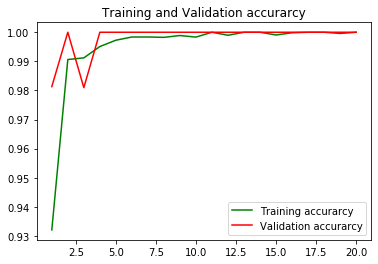 Training and Validation accurarcy
1.00
0.99
0.98
0.97
0.96
0.95
0.94
0.93
2.5 5.0 7.5 10.0 12.5 15.0 17.5 20.0
Training accurarcy
Validation accurarcy